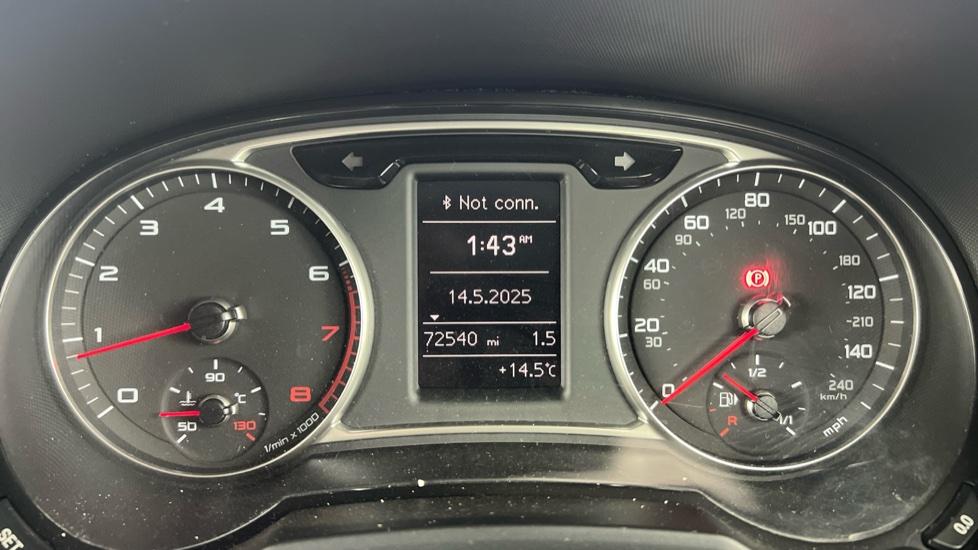 Not conn.
1:43 AM
14.5.2025
72540 mi 1.5
+14.5°C
0 1 2 3 4 5 6 7 8
1/min x 1000
50 90 130 °C
0 20 40 60 80 100 120 140
mph
30 60 90 120 150 180 210 240
km/h
P
R 1/2 1/1
SET
0.0